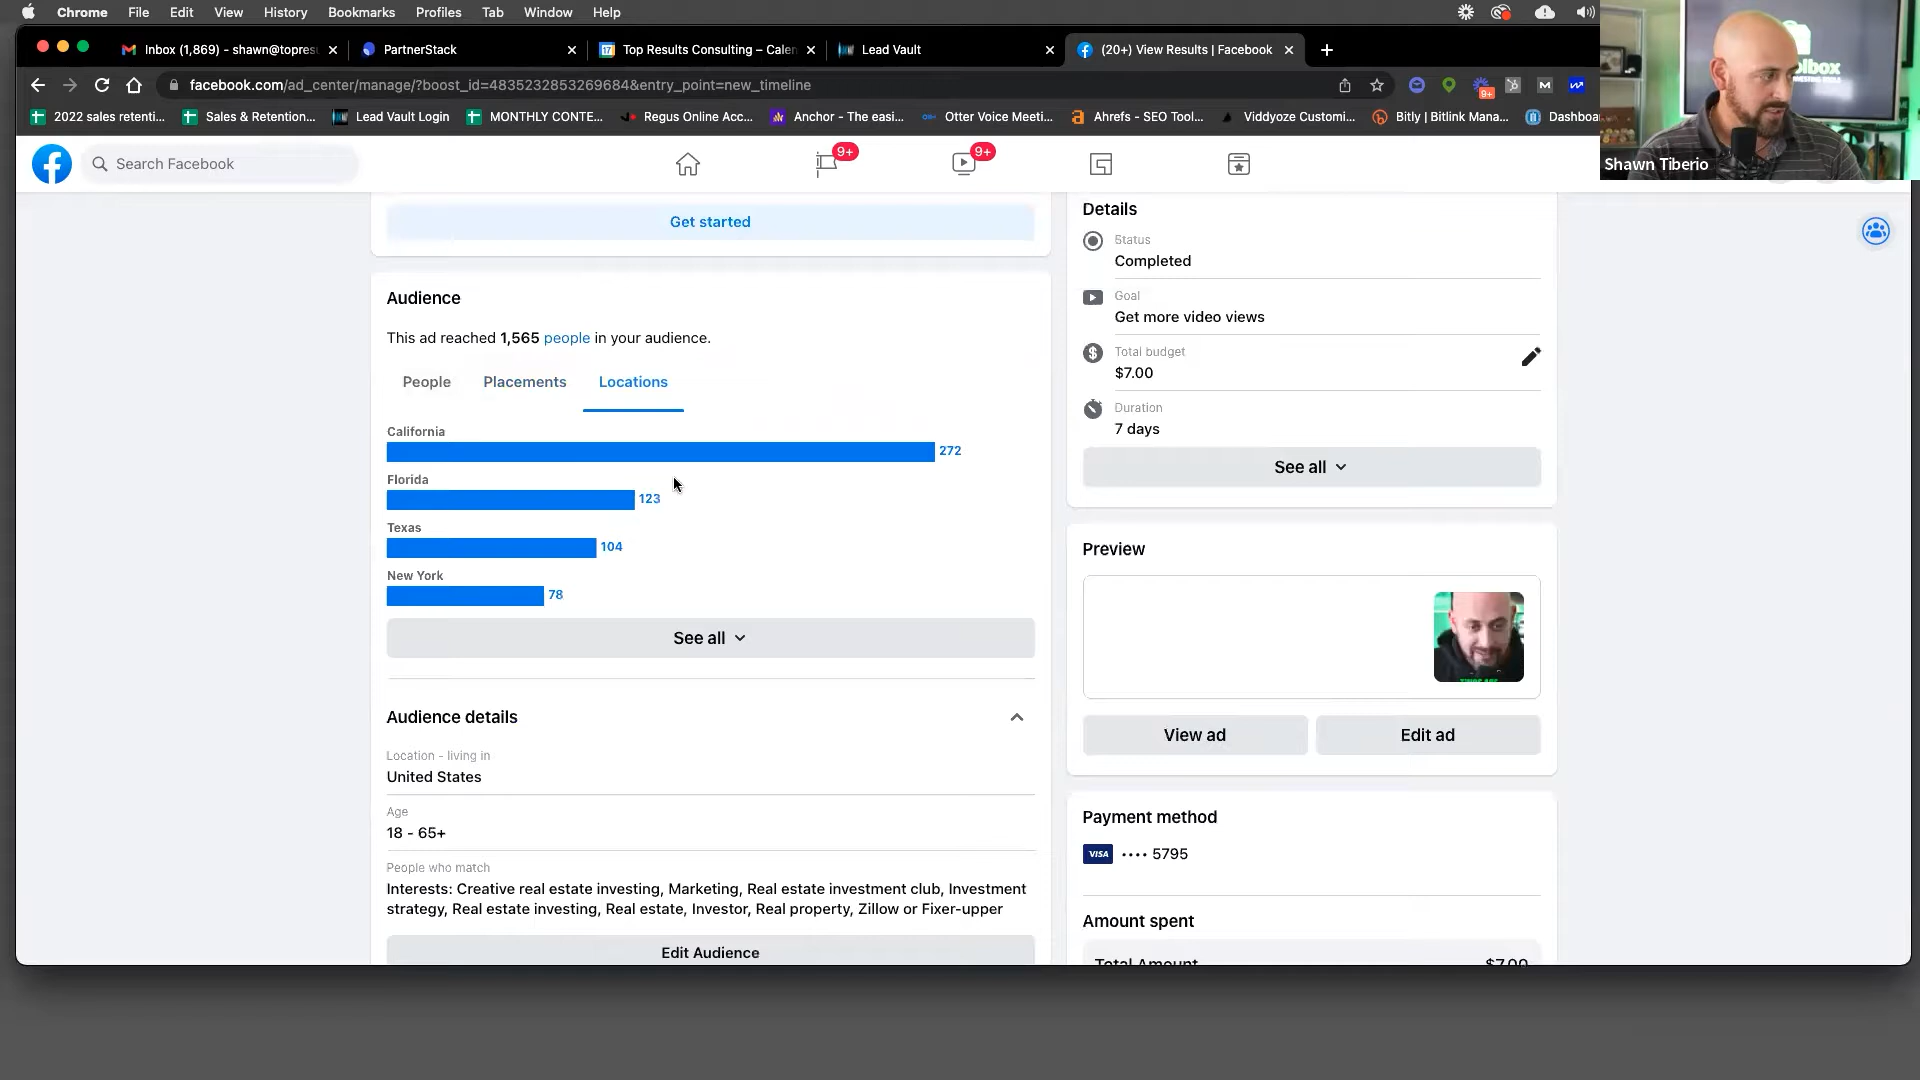 Chrome File Edit View History Bookmarks Profiles Tab Window Help
Inbox (1,869) - shawn@topres PartnerStack 17 Top Results Consulting – Calen Lead Vault (20+) View Results | Facebook
facebook.com/ad_center/manage/?boost_id=4835232853269684&entry_point=new_timeline 9+
2022 sales retenti... Sales & Retention... Lead Vault Login MONTHLY CONTE... Regus Online Acc... Anchor - The easi... Otter Voice Meeti... Ahrefs - SEO Tool... Viddyoze Customi... Bitly | Bitlink Mana... Dashboa
Search Facebook 9+ 9+
Shawn Tiberio
Get started
Audience
This ad reached 1,565 people in your audience.
People Placements Locations
California
272
Florida
123
Texas
104
New York
78
See all
Audience details
Location - living in
United States
Age
18 - 65+
People who match
Interests: Creative real estate investing, Marketing, Real estate investment club, Investment
strategy, Real estate investing, Real estate, Investor, Real property, Zillow or Fixer-upper
Edit Audience
Details
Status
Completed
Goal
Get more video views
Total budget
$7.00
Duration
7 days
See all
Preview
View ad Edit ad
Payment method
VISA •••• 5795
Amount spent
Total Amount $7.00